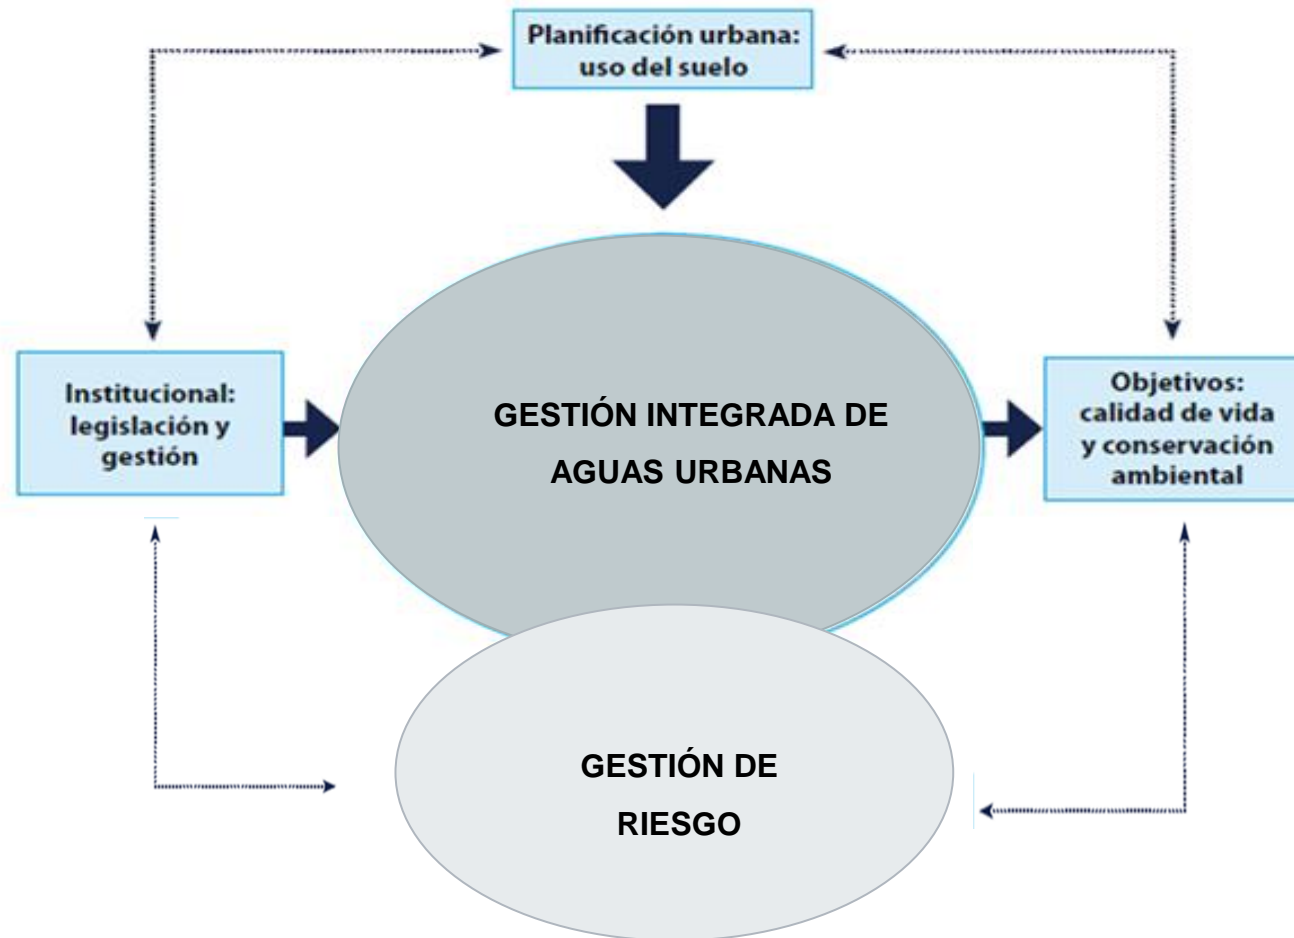 Planificación urbana:
uso del suelo
Institucional:
legislación y
gestión
GESTIÓN INTEGRADA DE
AGUAS URBANAS
Objetivos:
calidad de vida
y conservación
ambiental
GESTIÓN DE
RIESGO